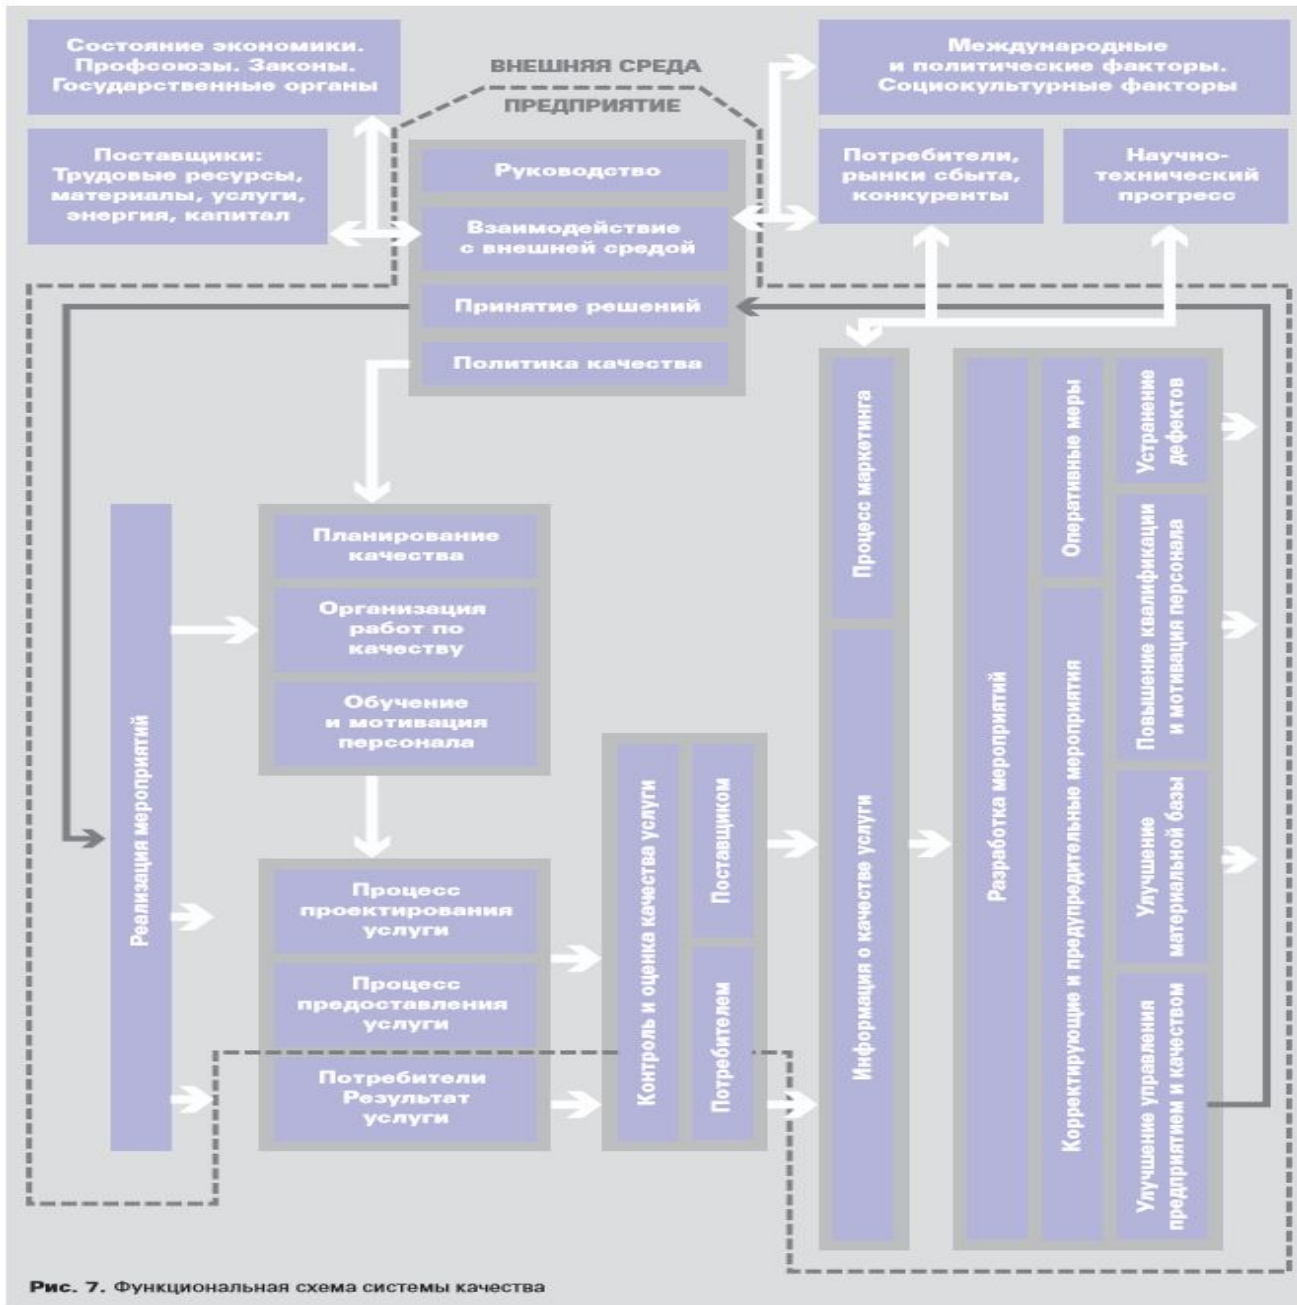 Состояние экономики.
Профсоюзы. Законы.
Государственные органы
ВНЕШНЯЯ СРЕДА
ПРЕДПРИЯТИЕ
Международные
и политические факторы.
Социокультурные факторы
Поставщики:
Трудовые ресурсы,
материалы, услуги,
энергия, капитал
Руководство
Взаимодействие
с внешней средой
Принятие решений
Политика качества
Потребители,
рынки сбыта,
конкуренты
Научно-
технический
прогресс
Реализация мероприятий
Планирование
качества
Организация
работ по
качеству
Обучение
и мотивация
персонала
Процесс
проектирования
услуги
Процесс
предоставления
услуги
Потребители
Результат
услуги
Контроль и оценка качества услуги
Поставщиком
Потребителем
Процесс маркетинга
Информация о качестве услуги
Разработка мероприятий
Оперативные меры
Корректирующие и предупредительные мероприятия
Устранение
дефектов
Повышение квалификации
и мотивация персонала
Улучшение
материальной базы
Улучшение управления
предприятием и качеством
Рис. 7. Функциональная схема системы качества